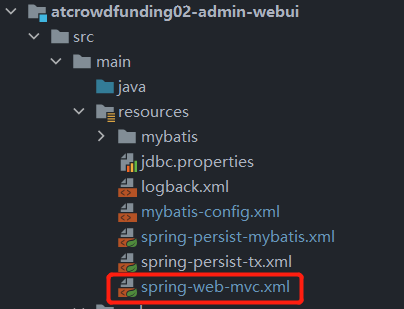 atcrowdfunding02-admin-webui
src
main
java
resources
mybatis
jdbc.properties
logback.xml
mybatis-config.xml
spring-persist-mybatis.xml
spring-persist-tx.xml
spring-web-mvc.xml